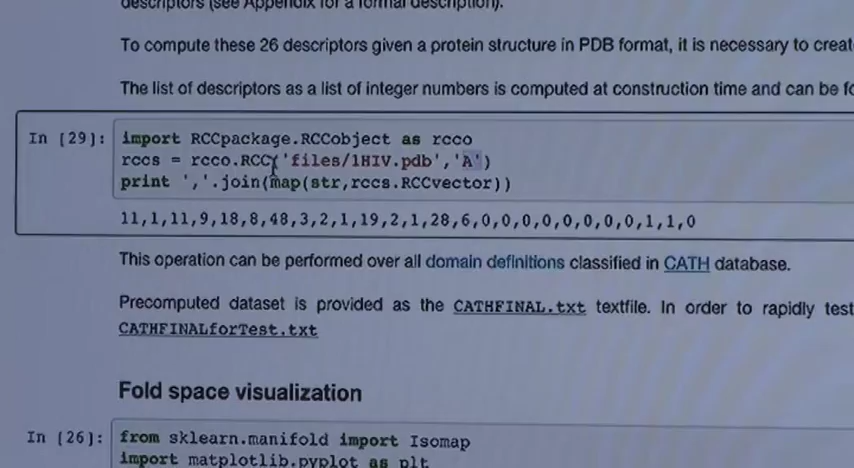 descriptors (see Appendix for a formal description).
To compute these 26 descriptors given a protein structure in PDB format, it is necessary to
The list of descriptors as a list of integer numbers is computed at construction time and can be
In [29]: import RCCpackage.RCCobject as rcco
rccs = rcco.RCC('files/1HIV.pdb','A')
print ','.join(map(str,rccs.RCCvector))
11,1,11,9,18,8,48,3,2,1,19,2,1,28,6,0,0,0,0,0,0,0,0,1,1,0
This operation can be performed over all domain definitions classified in CATH database.
Precomputed dataset is provided as the CATHFINAL.txt textfile. In order to rapidly test
CATHFINALforTest.txt
Fold space visualization
In [26]: from sklearn.manifold import Isomap
import matplotlib.pyplot as plt